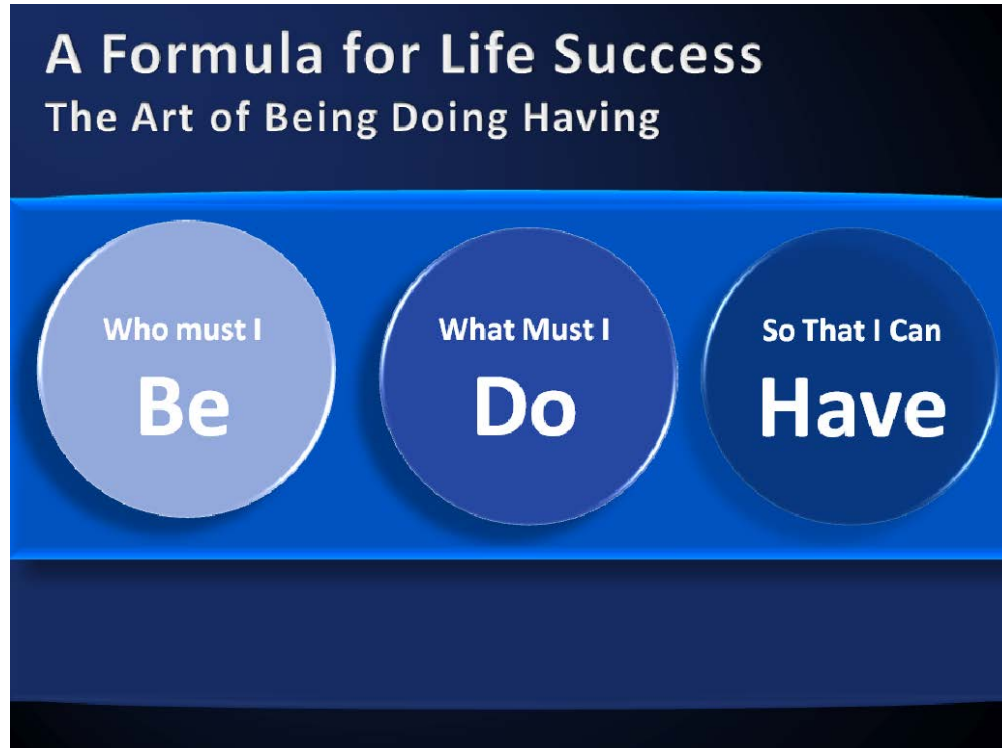 A Formula for Life Success
The Art of Being Doing Having
Who must I
Be
What Must I
Do
So That I Can
Have